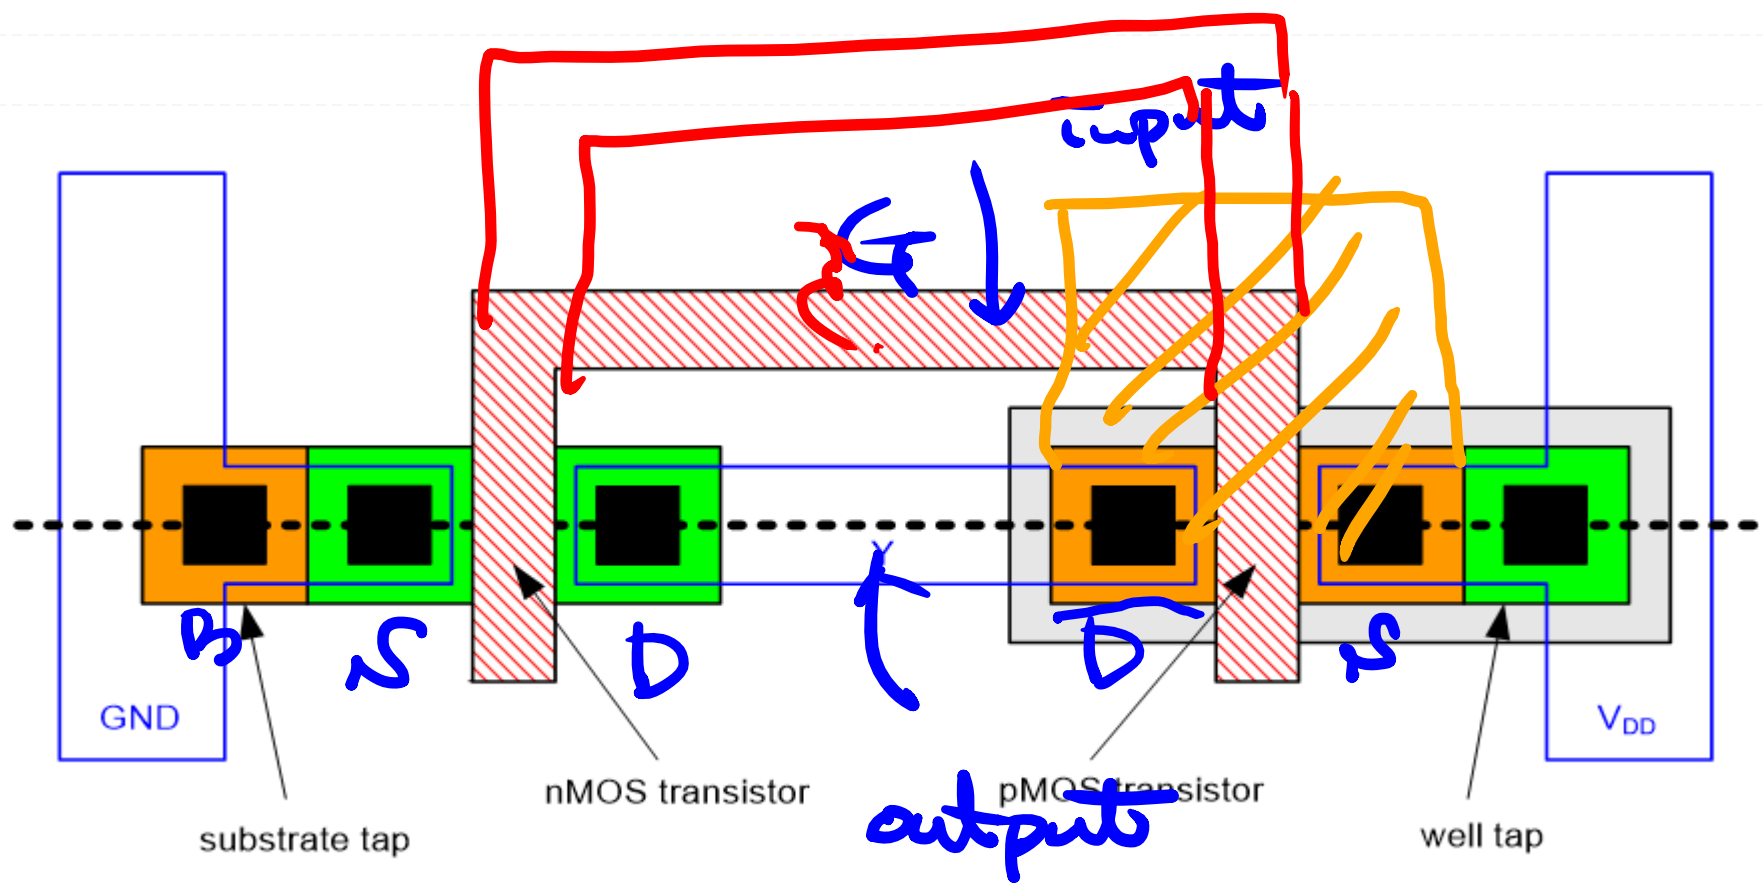 input
G
Y
B
S
D
D
S
GND
VDD
nMOS transistor
pMOS transistor
output
substrate tap
well tap